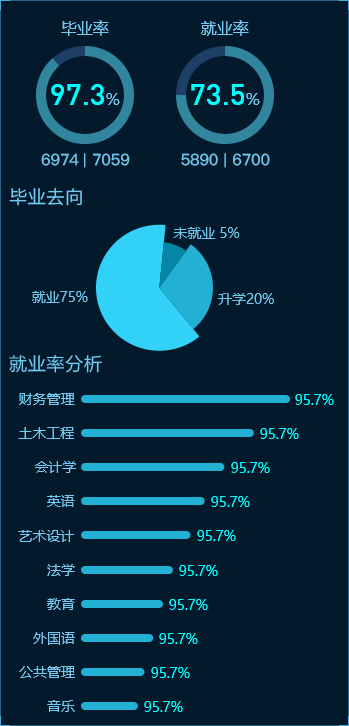 毕业率 就业率
97.3% 73.5%
6974 | 7059 5890 | 6700
毕业去向
未就业 5%
就业75%
升学20%
就业率分析
财务管理 95.7%
土木工程 95.7%
会计学 95.7%
英语 95.7%
艺术设计 95.7%
法学 95.7%
教育 95.7%
外国语 95.7%
公共管理 95.7%
音乐 95.7%